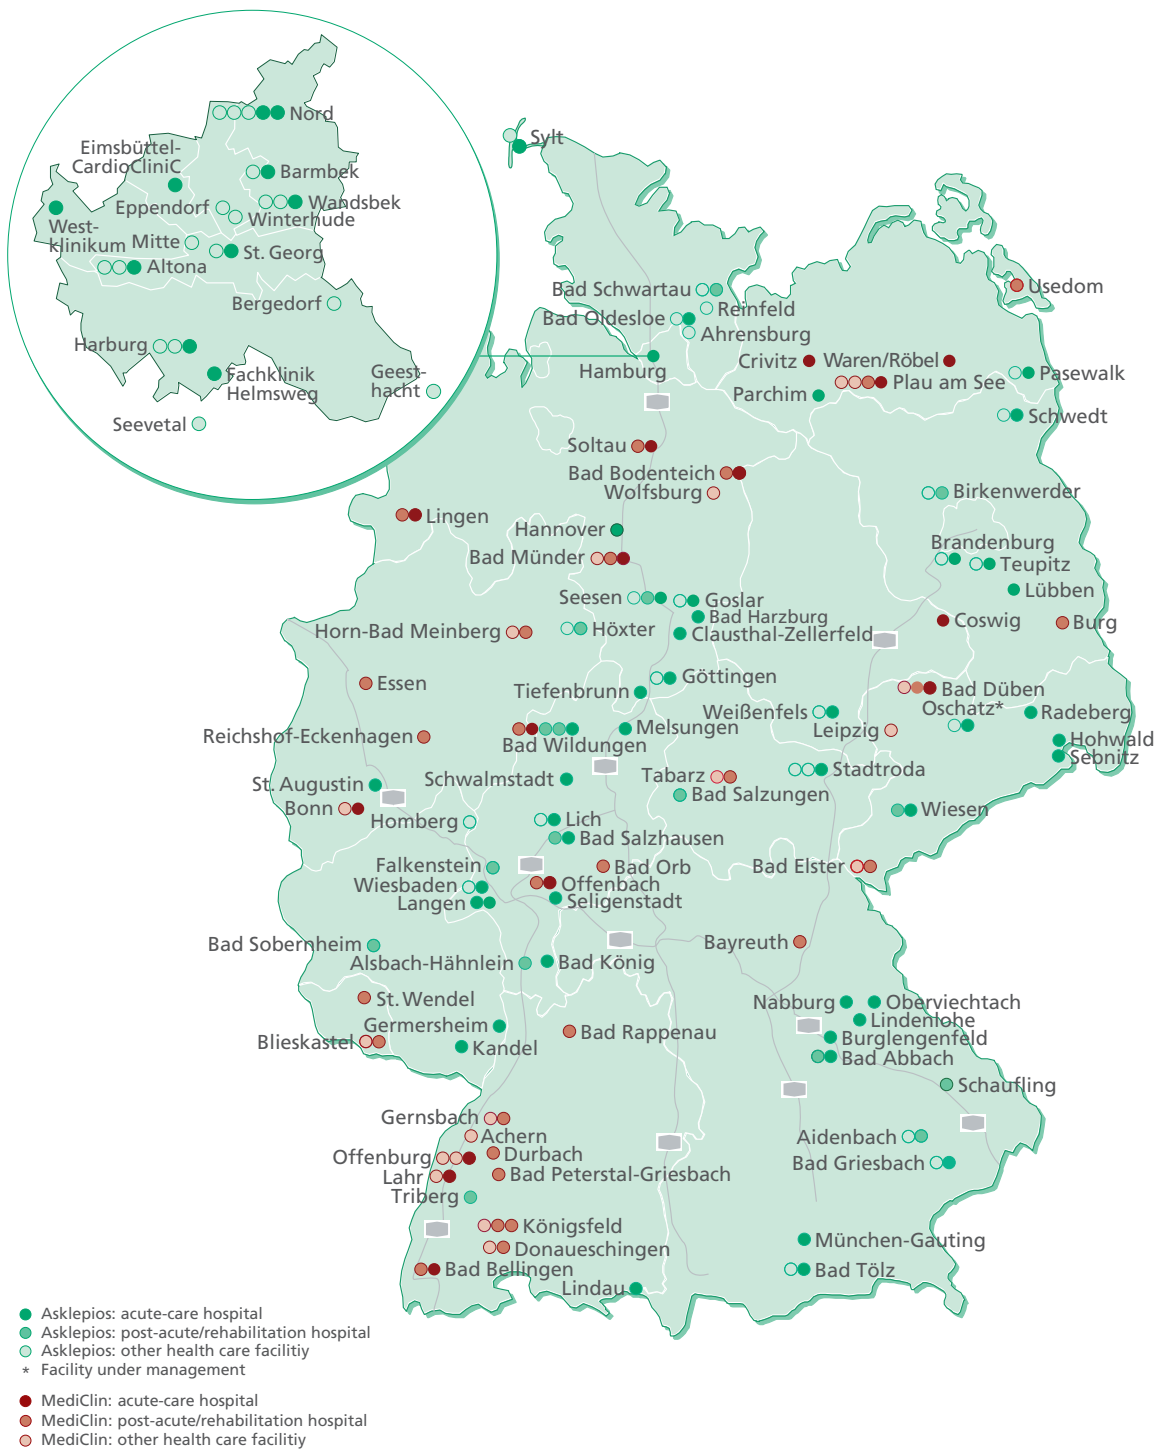 Nord
Eimsbüttel-
CardioCliniC
Barmbek
Eppendorf
Wandsbek
Winterhude
West-
klinikum
Mitte
St. Georg
Altona
Bergedorf
Harburg
Fachklinik
Helmsweg
Geest-
hacht
Seevetal
Sylt
Usedom
Bad Schwartau
Reinfeld
Bad Oldesloe
Ahrensburg
Hamburg
Crivitz
Waren/Röbel
Plau am See
Pasewalk
Parchim
Schwedt
Soltau
Bad Bodenteich
Wolfsburg
Birkenwerder
Lingen
Hannover
Brandenburg
Bad Münder
Teupitz
Lübben
Seesen
Goslar
Bad Harzburg
Höxter
Clausthal-Zellerfeld
Horn-Bad Meinberg
Coswig
Burg
Essen
Göttingen
Tiefenbrunn
Bad Düben
Oschatz*
Weißenfels
Radeberg
Reichshof-Eckenhagen
Bad Wildungen
Melsungen
Leipzig
Hohwald
Sebnitz
St. Augustin
Schwalmstadt
Tabarz
Stadtroda
Bad Salzungen
Bonn
Homberg
Lich
Wiesen
Bad Salzhausen
Falkenstein
Bad Orb
Bad Elster
Wiesbaden
Offenbach
Langen
Seligenstadt
Bad Sobernheim
Bayreuth
Alsbach-Hähnlein
Bad König
St. Wendel
Nabburg
Oberviechtach
Germersheim
Lindenlohe
Blieskastel
Bad Rappenau
Burglengenfeld
Kandel
Bad Abbach
Schaufling
Gernsbach
Achern
Aidenbach
Offenburg
Durbach
Bad Griesbach
Lahr
Bad Peterstal-Griesbach
Triberg
Königsfeld
München-Gauting
Donaueschingen
Bad Bellingen
Bad Tölz
Lindau
Asklepios: acute-care hospital
Asklepios: post-acute/rehabilitation hospital
Asklepios: other health care facilitiy
* Facility under management
MediClin: acute-care hospital
MediClin: post-acute/rehabilitation hospital
MediClin: other health care facilitiy